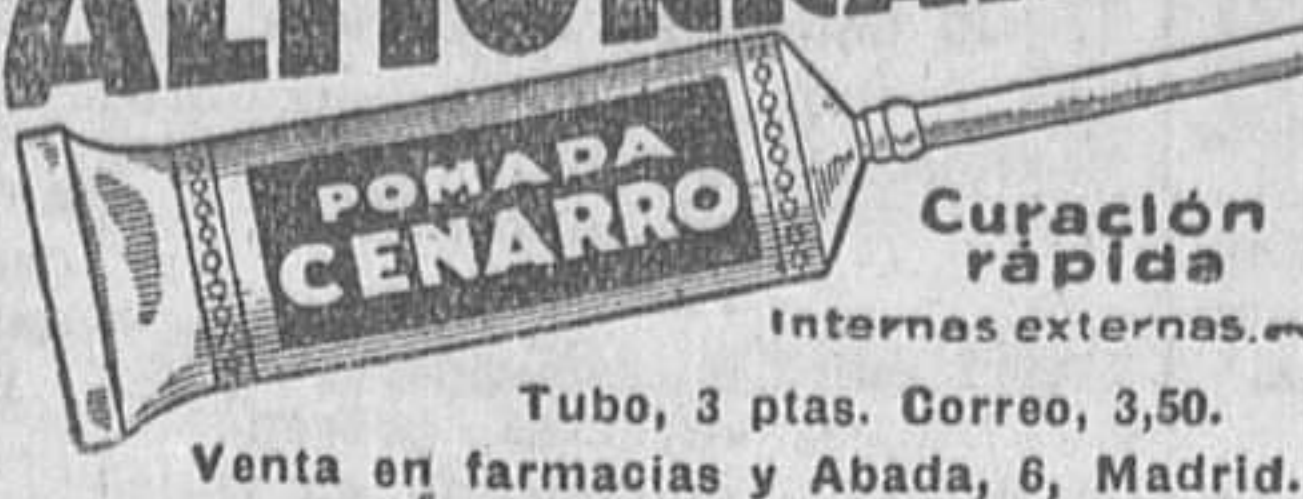 POMADA
CENARRO
Curación
rápida
Internas externas.
Tubo, 3 ptas. Correo, 3,50.
Venta en farmacias y Abada, 6, Madrid.